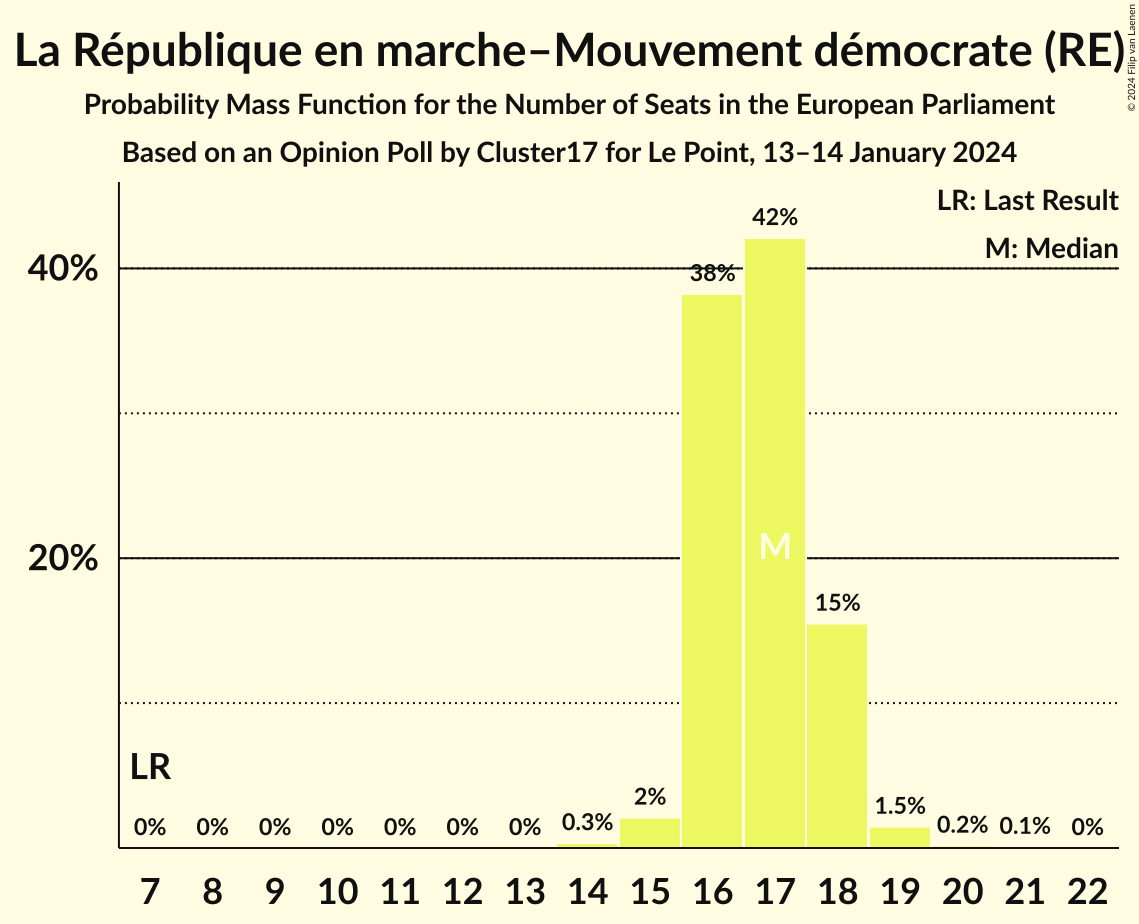 La République en marche–Mouvement démocrate (RE)
© 2024 Filip van Laenen
Probability Mass Function for the Number of Seats in the European Parliament
Based on an Opinion Poll by Cluster17 for Le Point, 13–14 January 2024
LR: Last Result
M: Median
42%
40%
38%
M
20%
15%
LR
0% 0% 0% 0% 0% 0% 0% 0.3% 2% 1.5% 0.2% 0.1% 0%
7 8 9 10 11 12 13 14 15 16 17 18 19 20 21 22